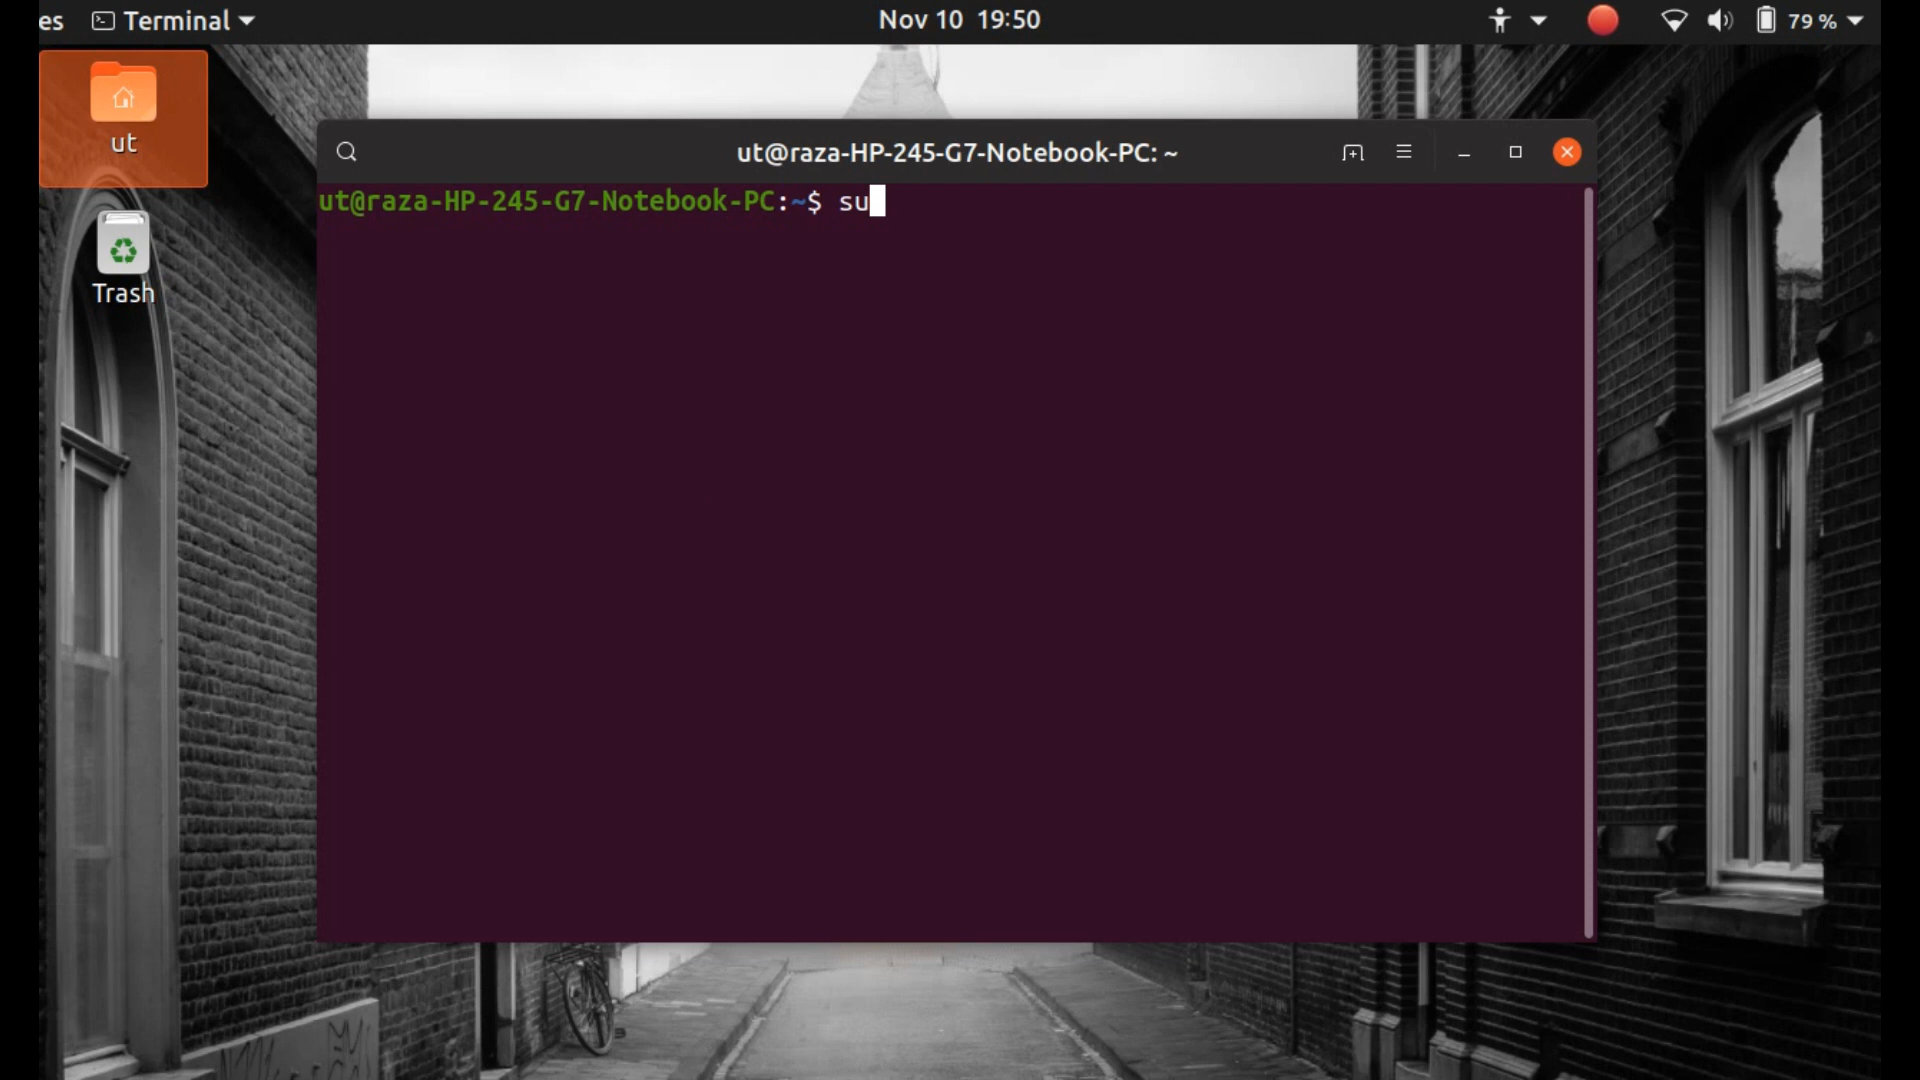 es Terminal Nov 10 19:50 79 %
ut
ut@raza-HP-245-G7-Notebook-PC: ~
ut@raza-HP-245-G7-Notebook-PC:~$ su
Trash